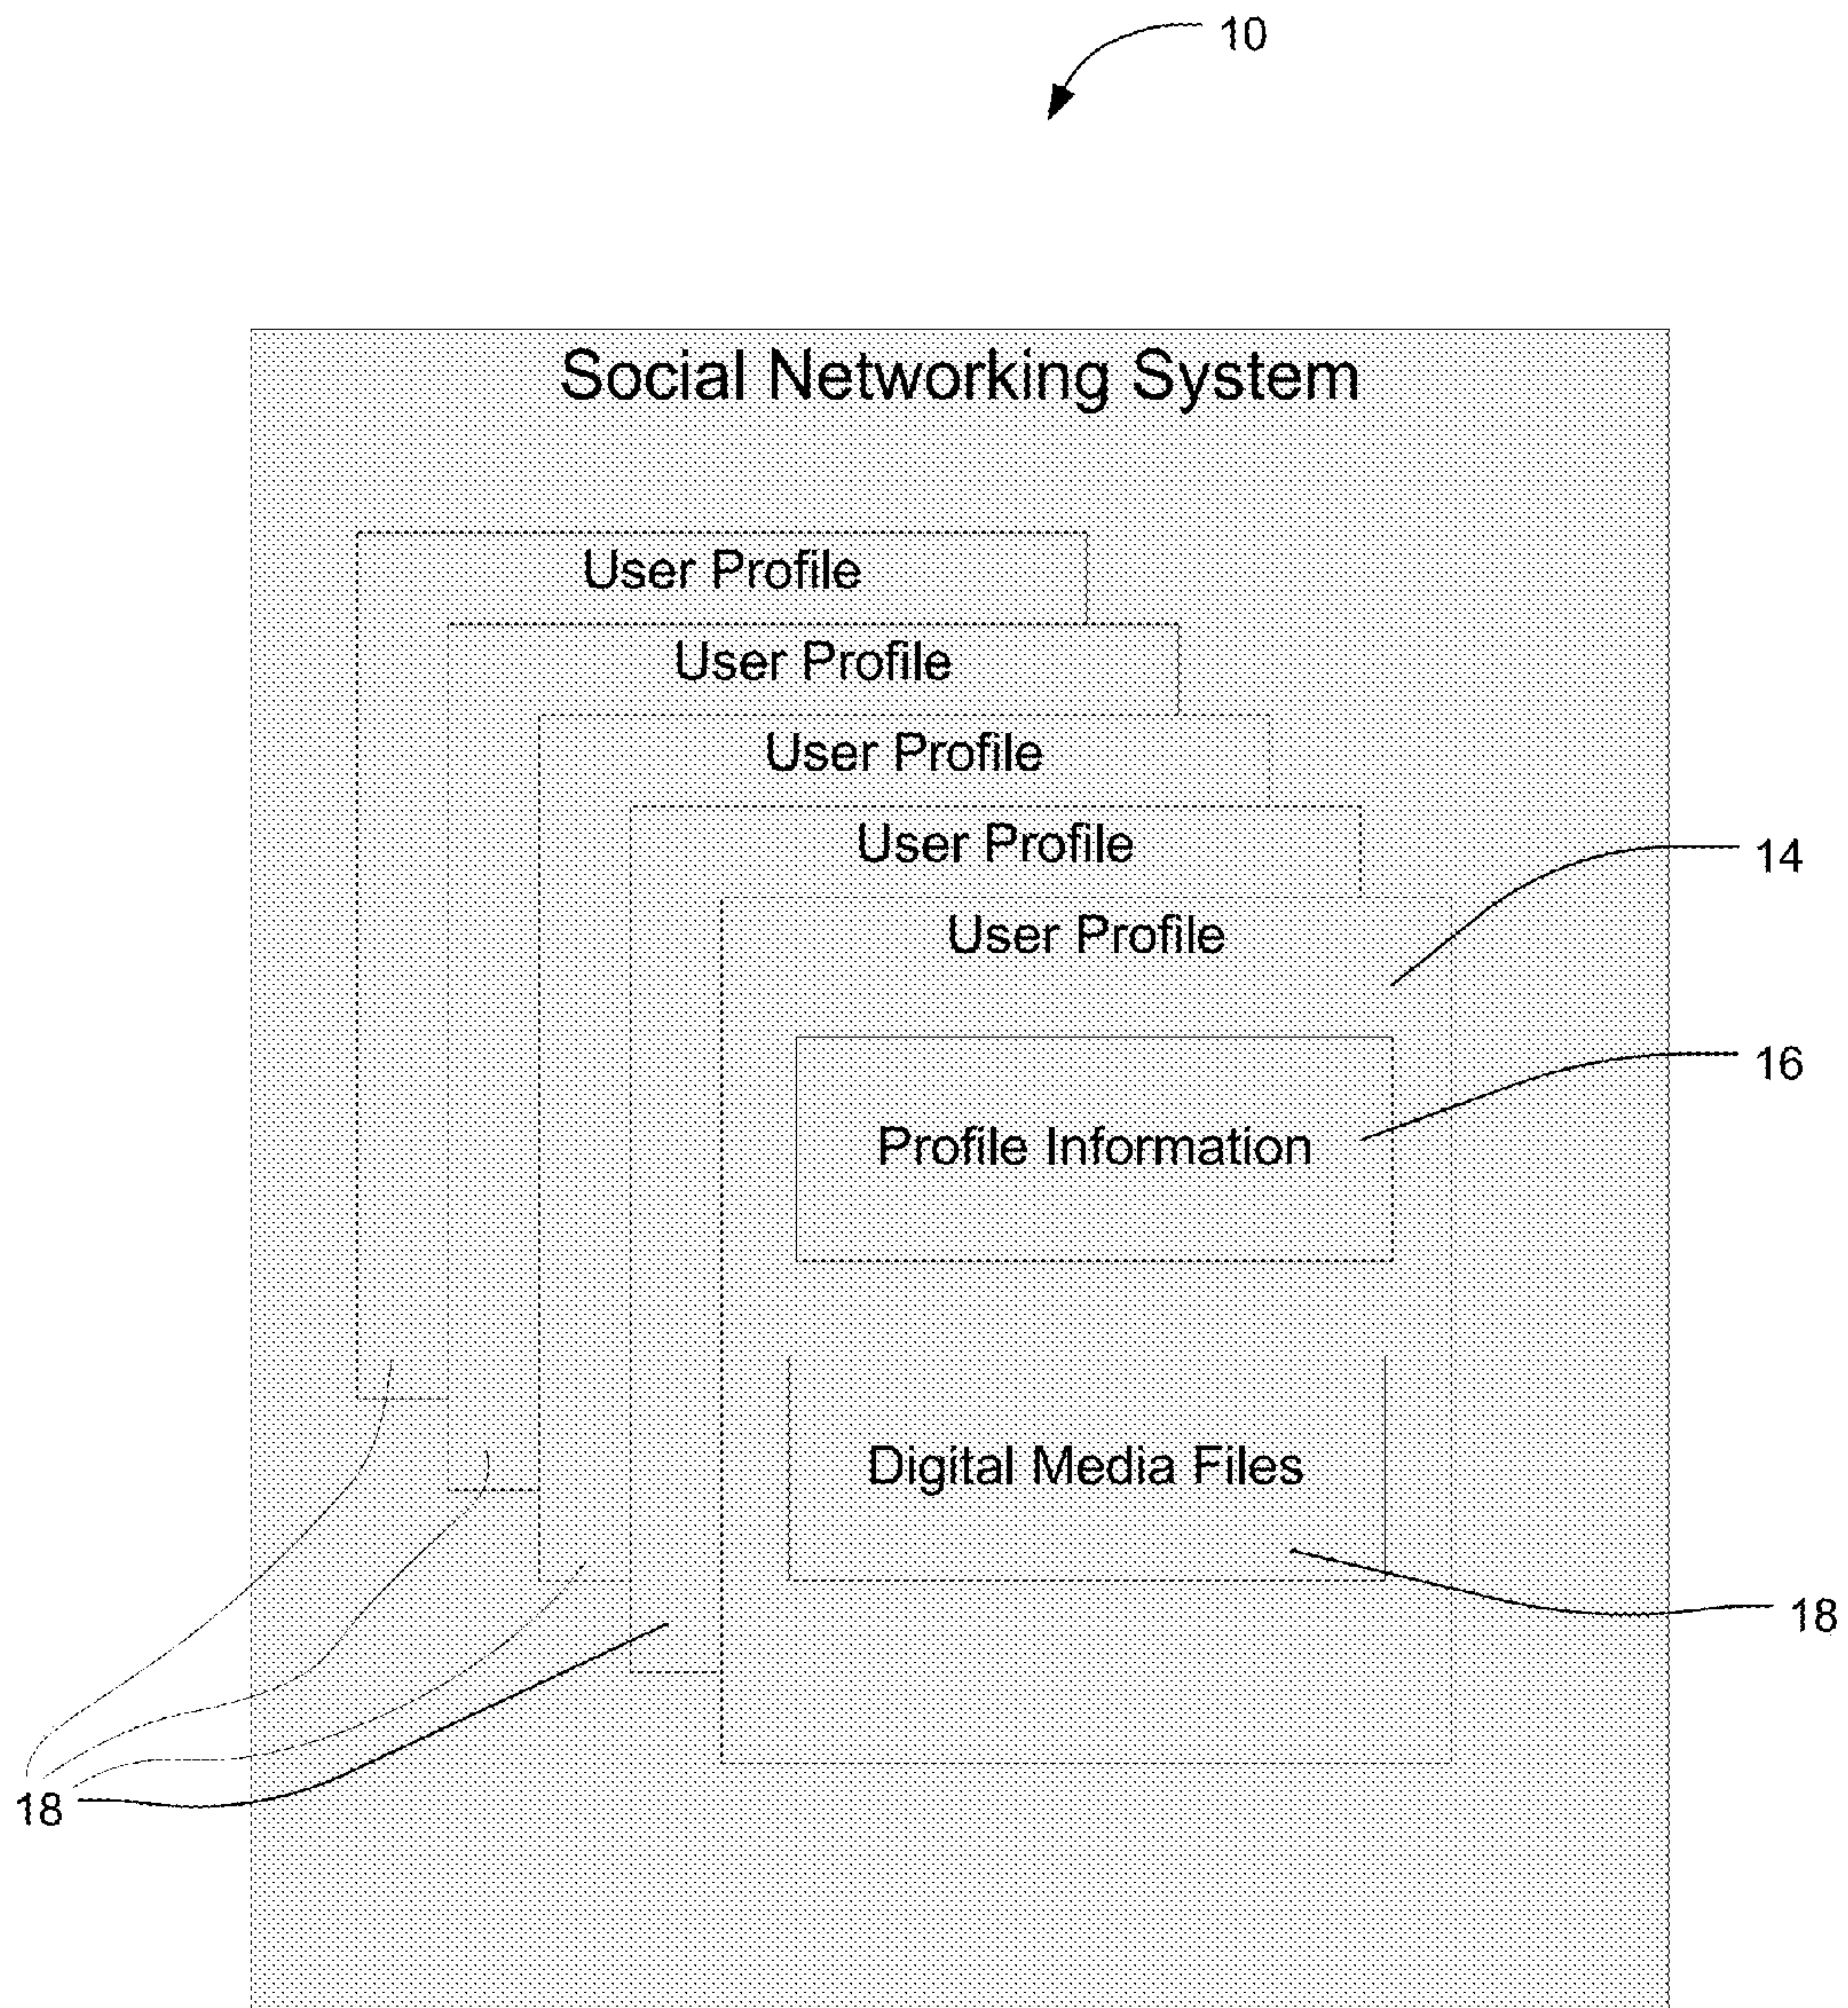 10
Social Networking System
User Profile
User Profile
User Profile
User Profile
14
User Profile
16
Profile Information
Digital Media Files
18
18